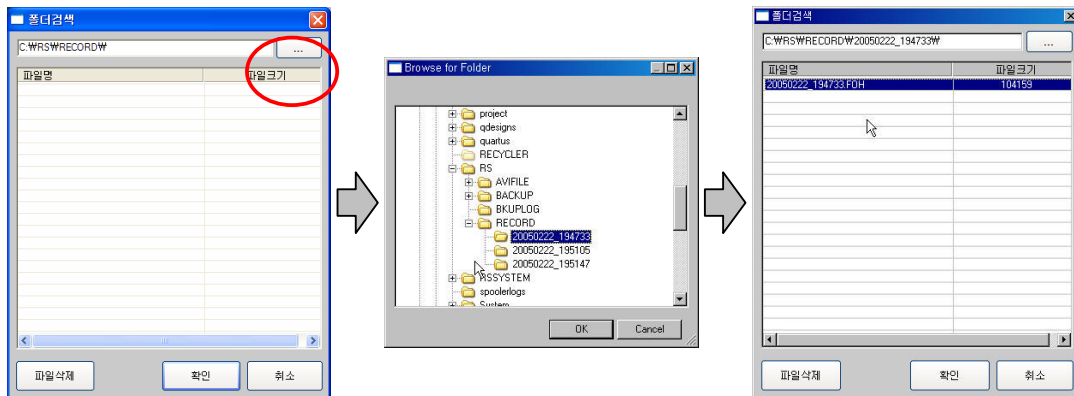 폴더검색
C:₩RS₩RECORD₩
...
파일명 파일크기
파일삭제 확인 취소
Browse for Folder
project
qdesigns
quartus
RECYCLER
RS
AVIFILE
BACKUP
BKUPLOG
RECORD
20050222_194733
20050222_195105
20050222_195147
RSSYSTEM
spoolerlogs
System
OK Cancel
폴더검색
C:₩RS₩RECORD₩20050222_194733₩
...
파일명 파일크기
20050222_194733.FOH 104159
파일삭제 확인 취소